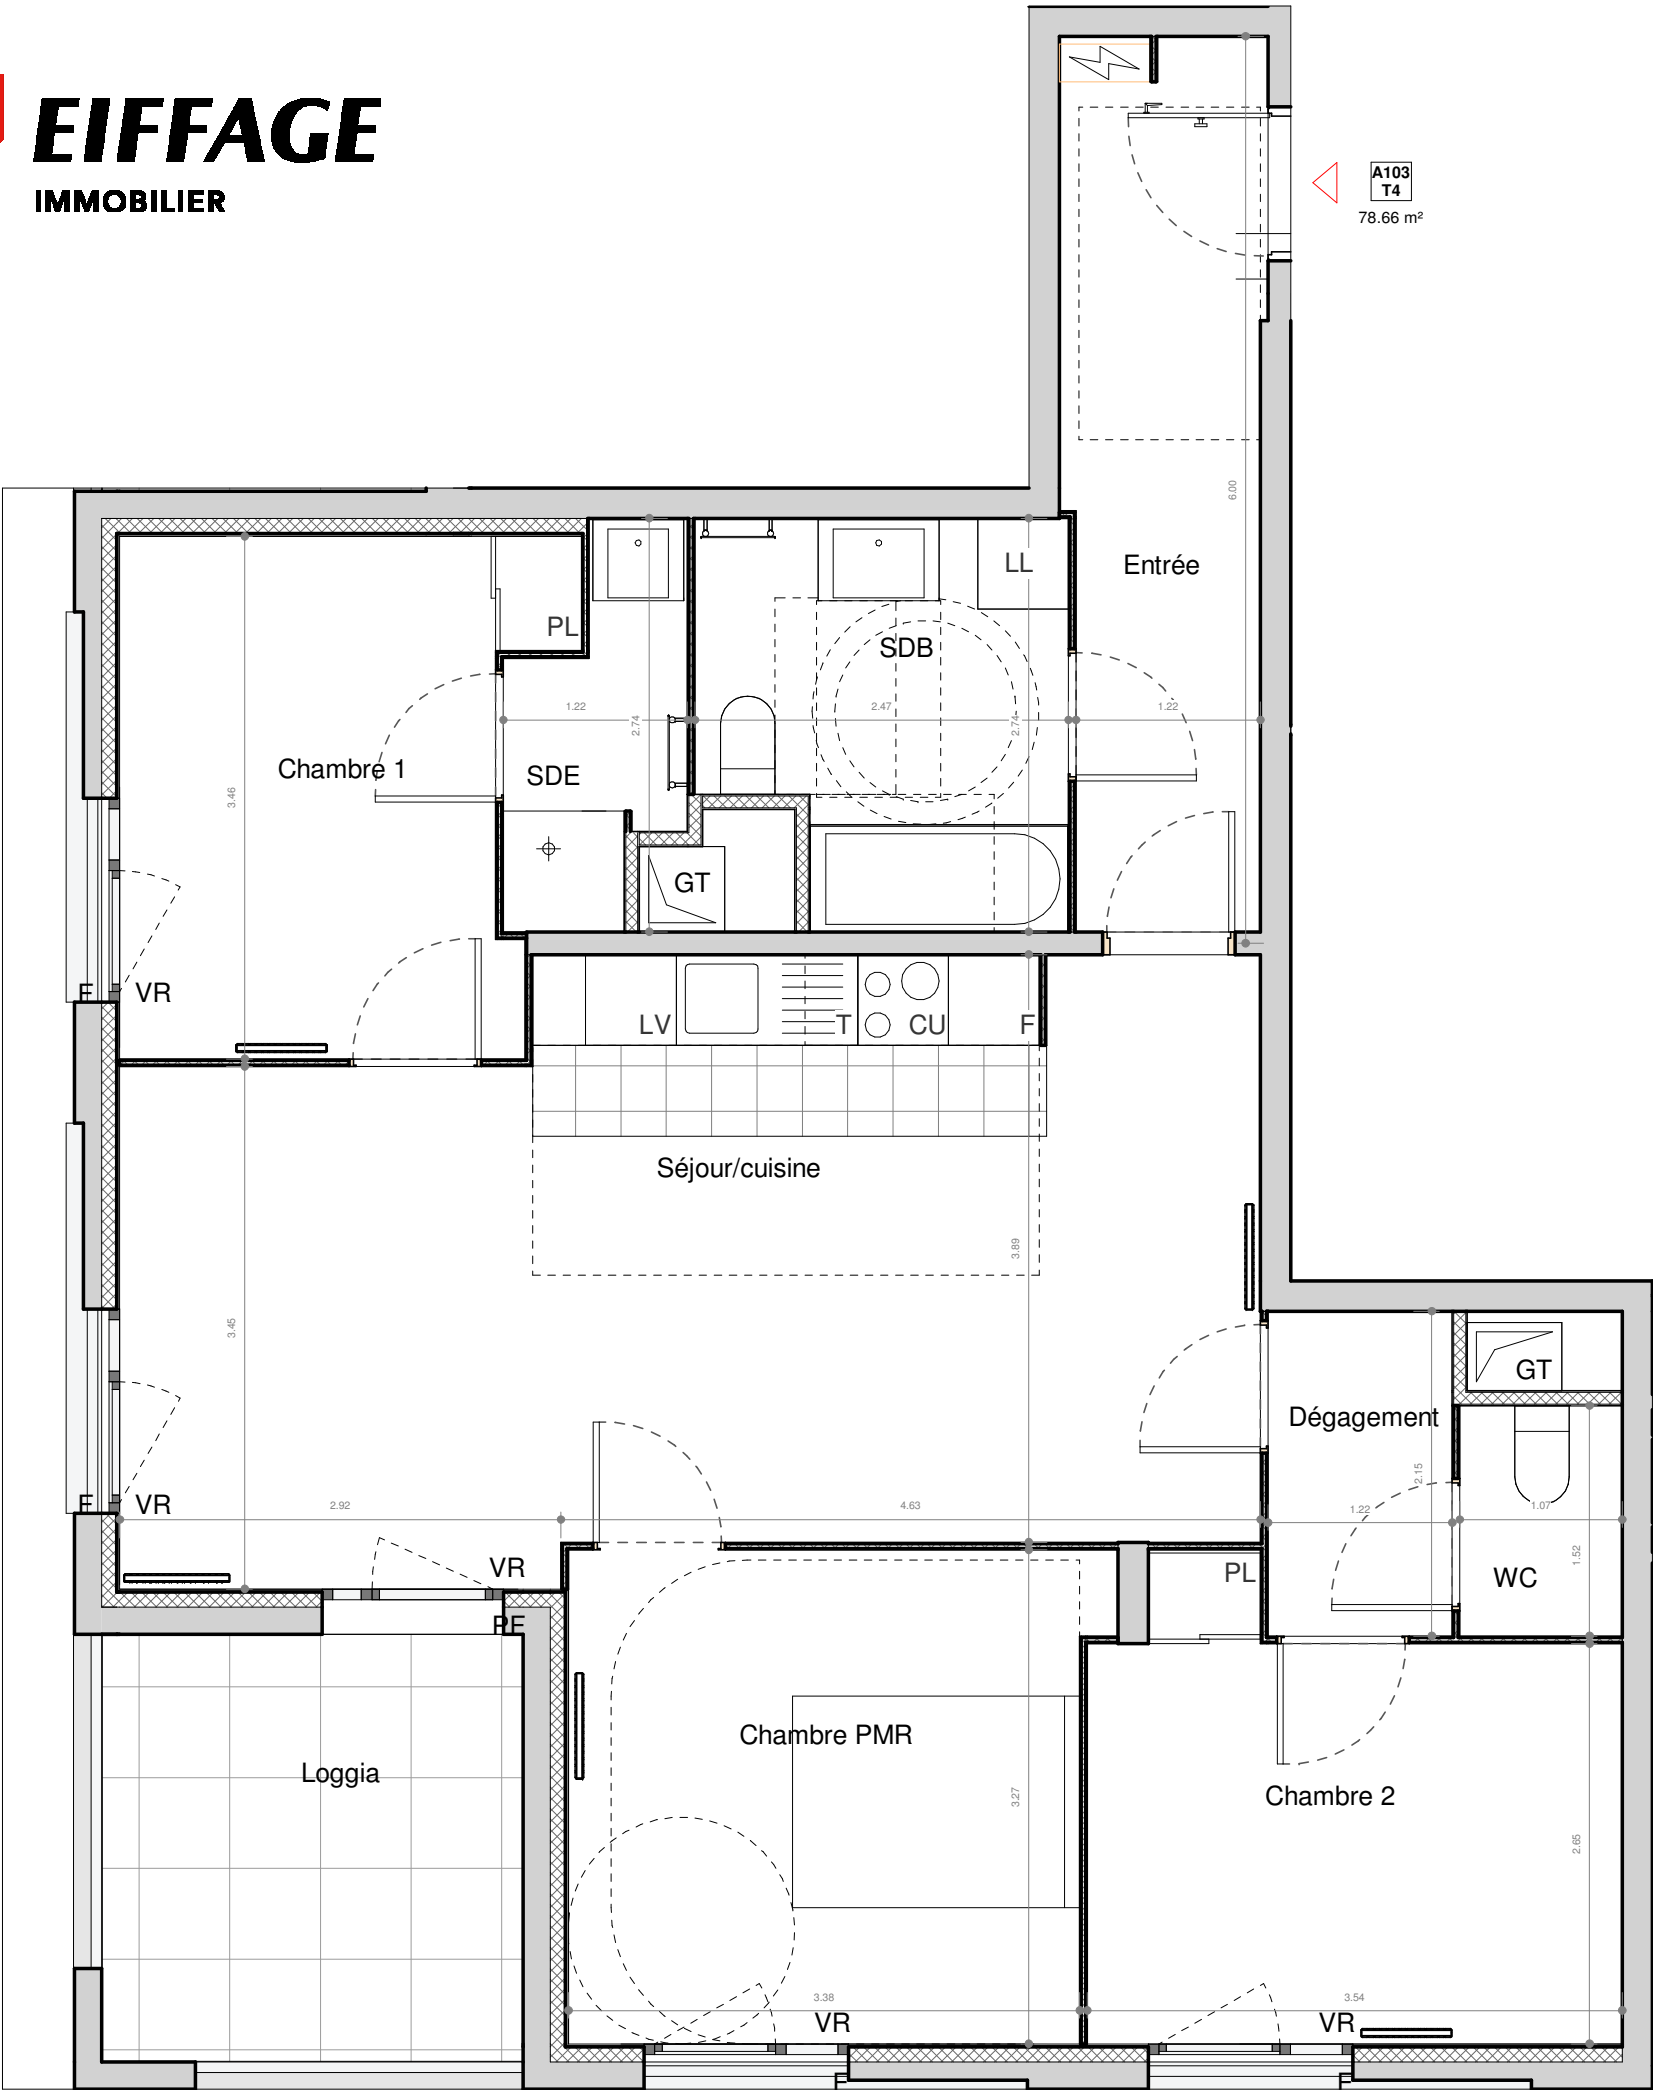 EIFFAGE
IMMOBILIER
A103
T4
78.66 m²
6.00
Entrée
LL
PL
SDB
1.22
2.74
2.47
2.74
1.22
Chambre 1
SDE
3.46
GT
F
VR
LV
T
CU
F
Séjour/cuisine
3.89
3.45
GT
Dégagement
2.15
F
VR
2.92
4.63
1.22
1.07
1.52
VR
PL
WC
PF
Chambre PMR
Loggia
Chambre 2
3.27
2.65
3.38
3.54
VR
VR
F
F